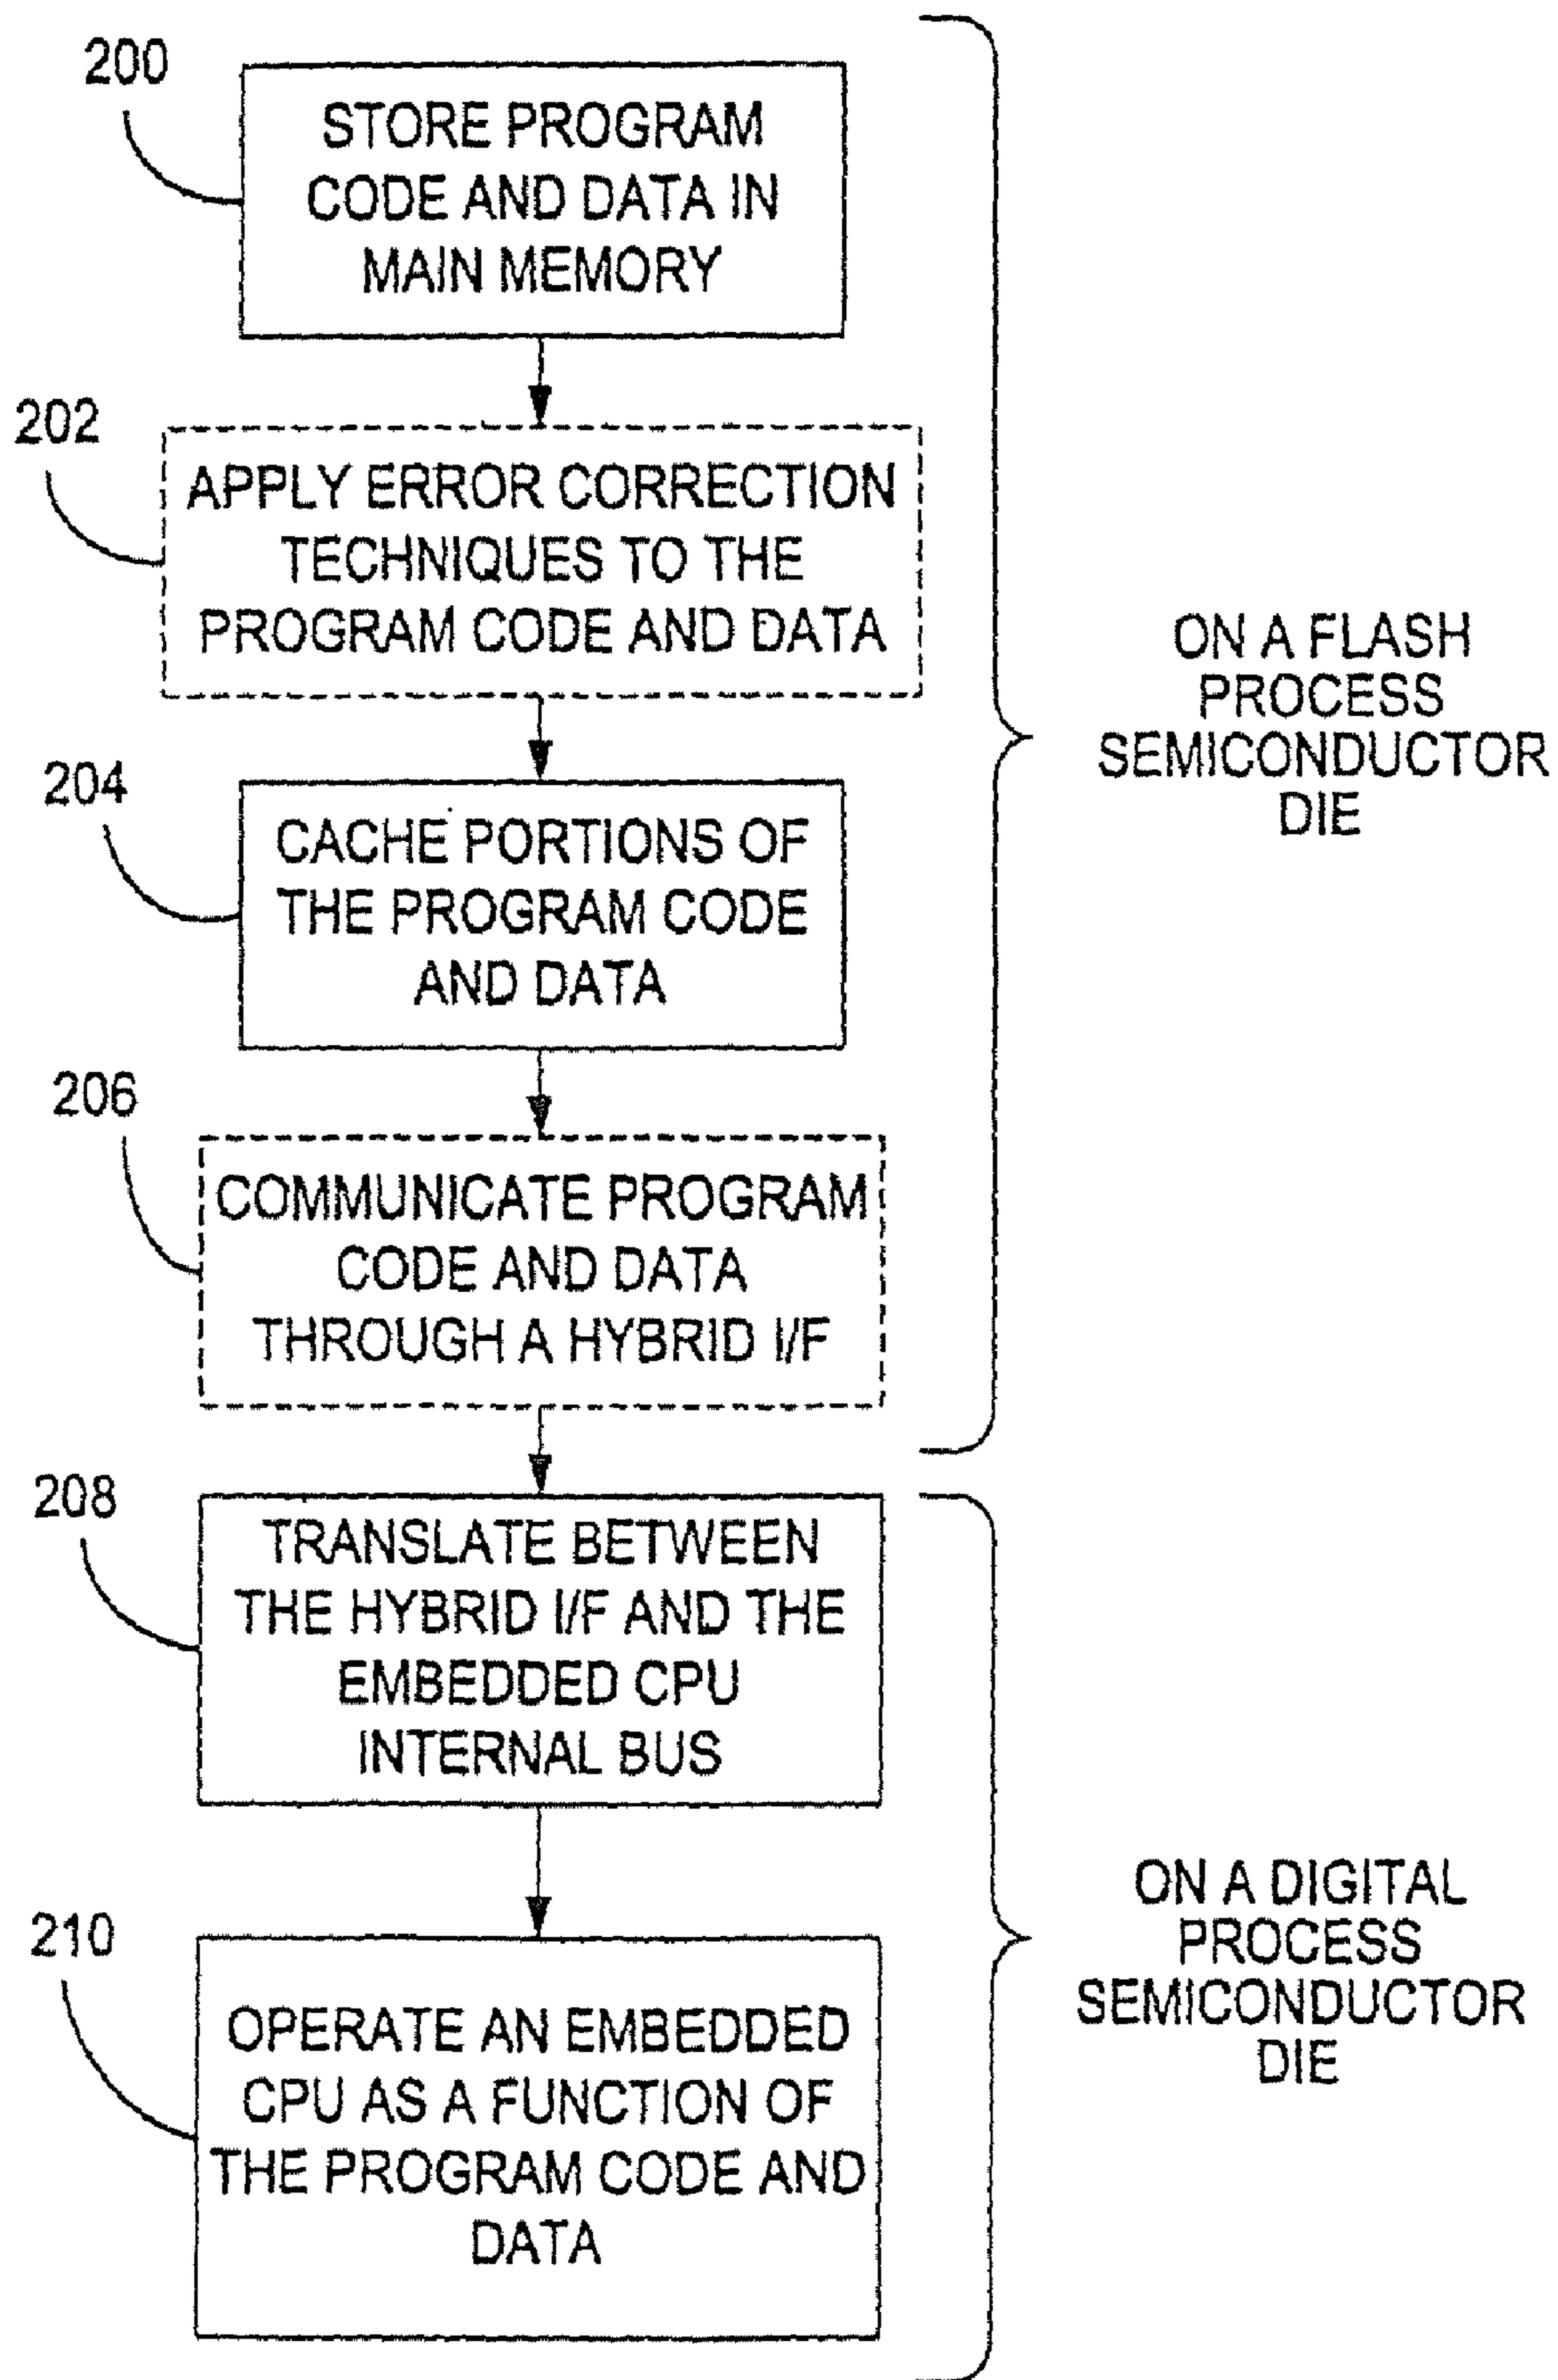 200
STORE PROGRAM
CODE AND DATA IN
MAIN MEMORY
202
APPLY ERROR CORRECTION
TECHNIQUES TO THE
PROGRAM CODE AND DATA
ON A FLASH
PROCESS
SEMICONDUCTOR
DIE
204
CACHE PORTIONS OF
THE PROGRAM CODE
AND DATA
206
COMMUNICATE PROGRAM
CODE AND DATA
THROUGH A HYBRID I/F
208
TRANSLATE BETWEEN
THE HYBRID I/F AND THE
EMBEDDED CPU
INTERNAL BUS
ON A DIGITAL
PROCESS
SEMICONDUCTOR
DIE
210
OPERATE AN EMBEDDED
CPU AS A FUNCTION OF
THE PROGRAM CODE AND
DATA